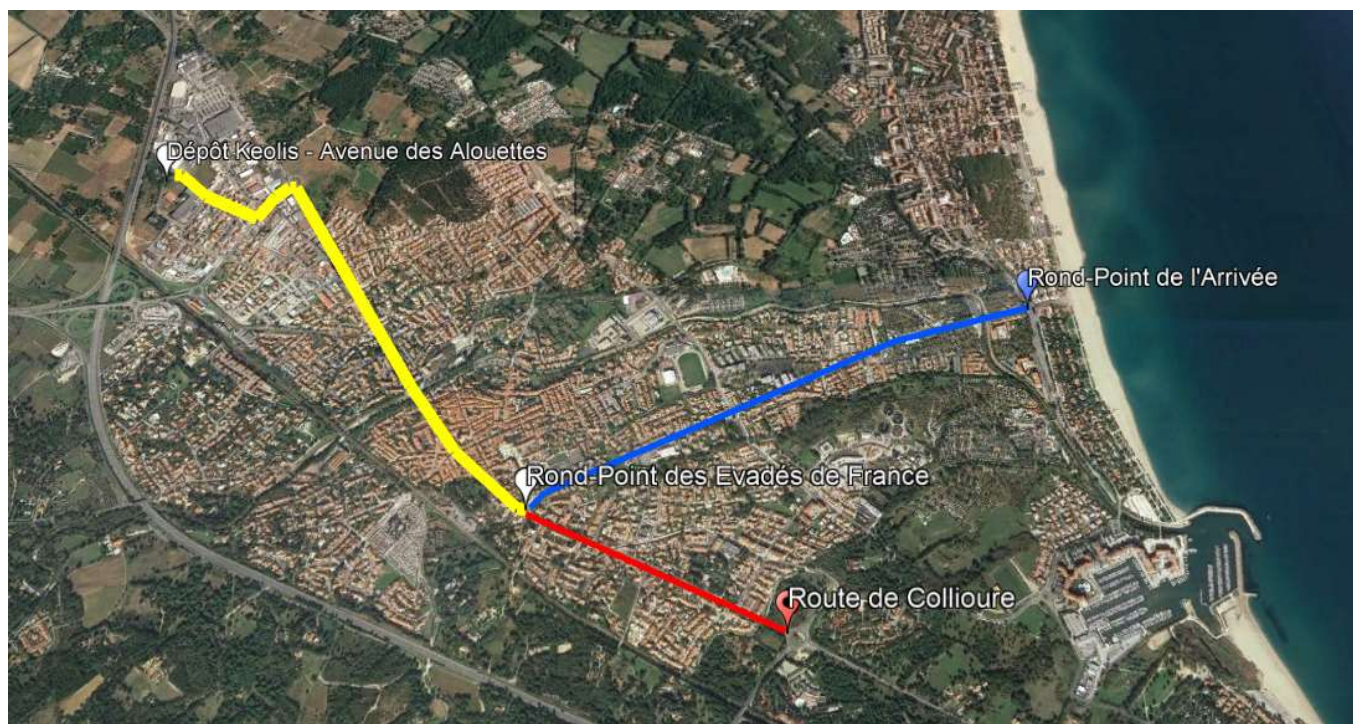 Dépôt Keolis - Avenue des Alouettes
Rond-Point de l'Arrivée
Rond-Point des Evadés de France
Route de Collioure